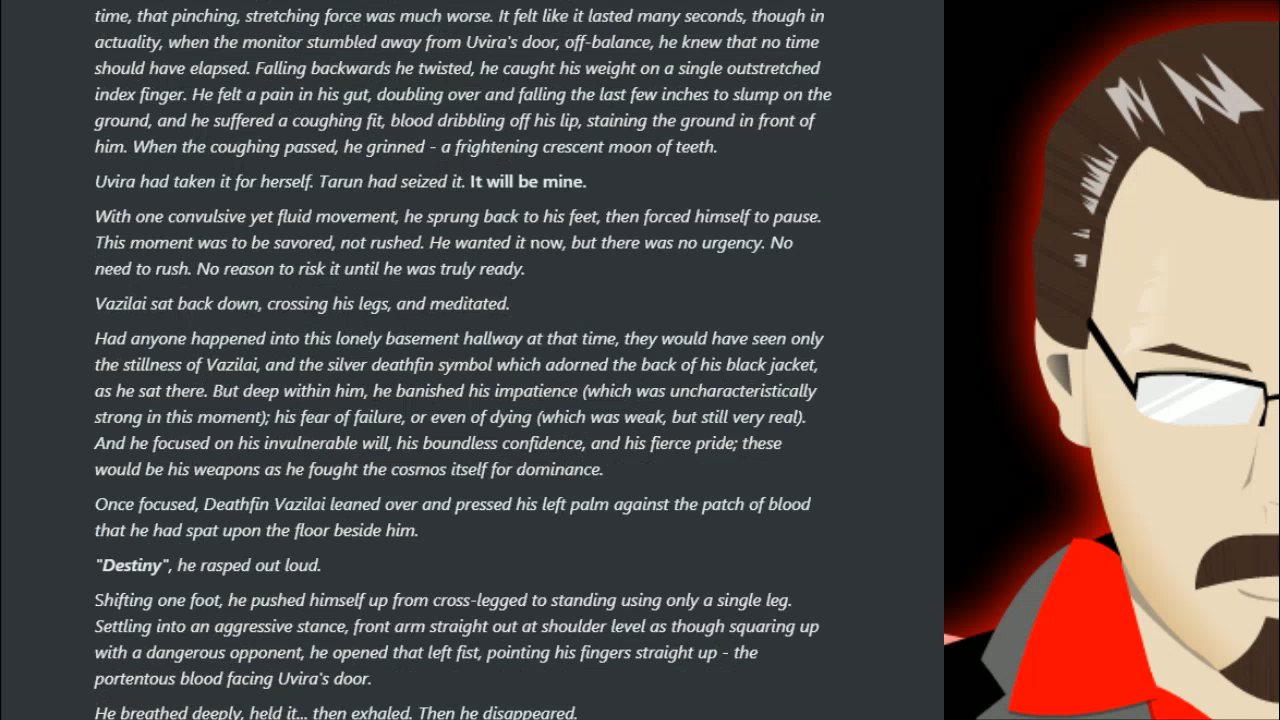 time, that pinching, stretching force was much worse. It felt like it lasted many seconds, though in
actuality, when the monitor stumbled away from Uvira's door, off-balance, he knew that no time
should have elapsed. Falling backwards he twisted, he caught his weight on a single outstretched
index finger. He felt a pain in his gut, doubling over and falling the last few inches to slump on the
ground, and he suffered a coughing fit, blood dribbling off his lip, staining the ground in front of
him. When the coughing passed, he grinned - a frightening crescent moon of teeth.
Uvira had taken it for herself. Tarun had seized it. It will be mine.
With one convulsive yet fluid movement, he sprung back to his feet, then forced himself to pause.
This moment was to be savored, not rushed. He wanted it now, but there was no urgency. No
need to rush. No reason to risk it until he was truly ready.
Vazilai sat back down, crossing his legs, and meditated.
Had anyone happened into this lonely basement hallway at that time, they would have seen only
the stillness of Vazilai, and the silver deathfin symbol which adorned the back of his black jacket,
as he sat there. But deep within him, he banished his impatience (which was uncharacteristically
strong in this moment); his fear of failure, or even of dying (which was weak, but still very real).
And he focused on his invulnerable will, his boundless confidence, and his fierce pride; these
would be his weapons as he fought the cosmos itself for dominance.
Once focused, Deathfin Vazilai leaned over and pressed his left palm against the patch of blood
that he had spat upon the floor beside him.
"Destiny", he rasped out loud.
Shifting one foot, he pushed himself up from cross-legged to standing using only a single leg.
Settling into an aggressive stance, front arm straight out at shoulder level as though squaring up
with a dangerous opponent, he opened that left fist, pointing his fingers straight up - the
portentous blood facing Uvira's door.
He breathed deeply, held it... then exhaled. Then he disappeared.